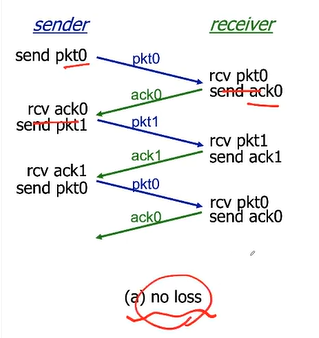 sender receiver
send pkt0
pkt0
rcv pkt0
send ack0
ack0
rcv ack0
send pkt1
pkt1
rcv pkt1
send ack1
ack1
rcv ack1
send pkt0
pkt0
rcv pkt0
send ack0
ack0
(a) no loss